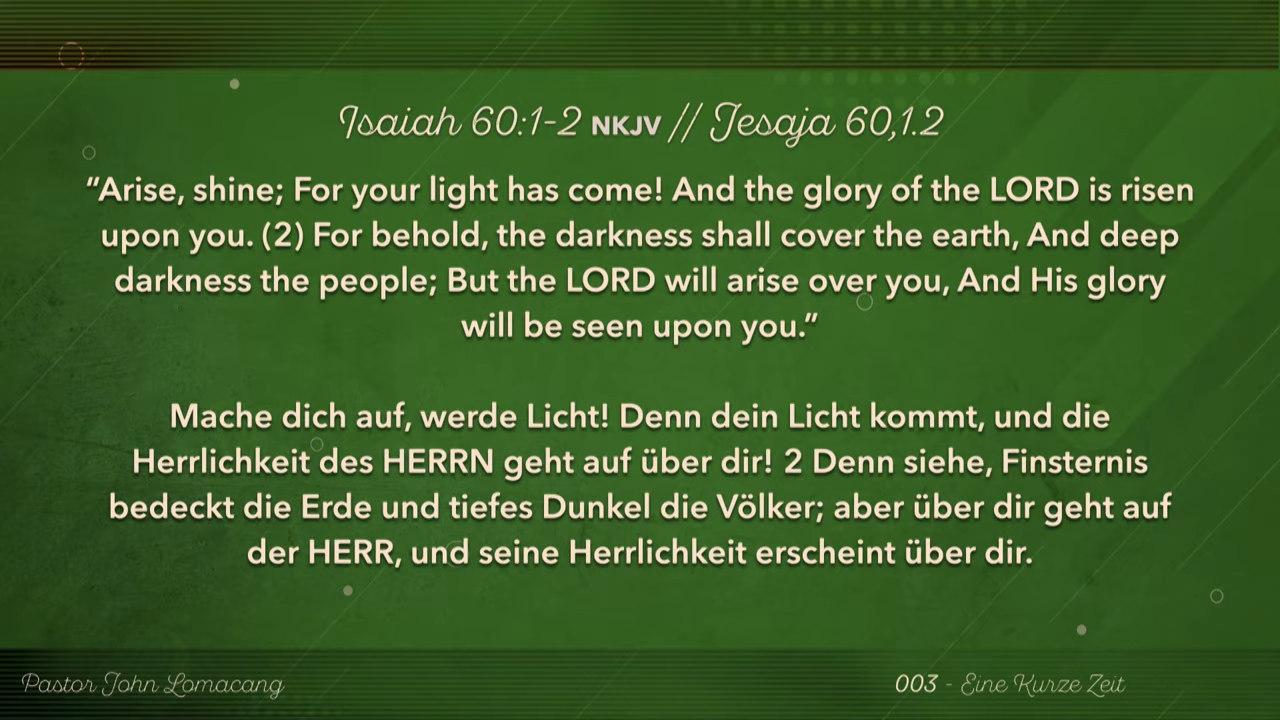 Isaiah 60:1-2 NKJV // Jesaja 60,1.2
“Arise, shine; For your light has come! And the glory of the LORD is risen
upon you. (2) For behold, the darkness shall cover the earth, And deep
darkness the people; But the LORD will arise over you, And His glory
will be seen upon you.”
Mache dich auf, werde Licht! Denn dein Licht kommt, und die
Herrlichkeit des HERRN geht auf über dir! 2 Denn siehe, Finsternis
bedeckt die Erde und tiefes Dunkel die Völker; aber über dir geht auf
der HERR, und seine Herrlichkeit erscheint über dir.
Pastor John Lomacang
003 - Eine Kurze Zeit